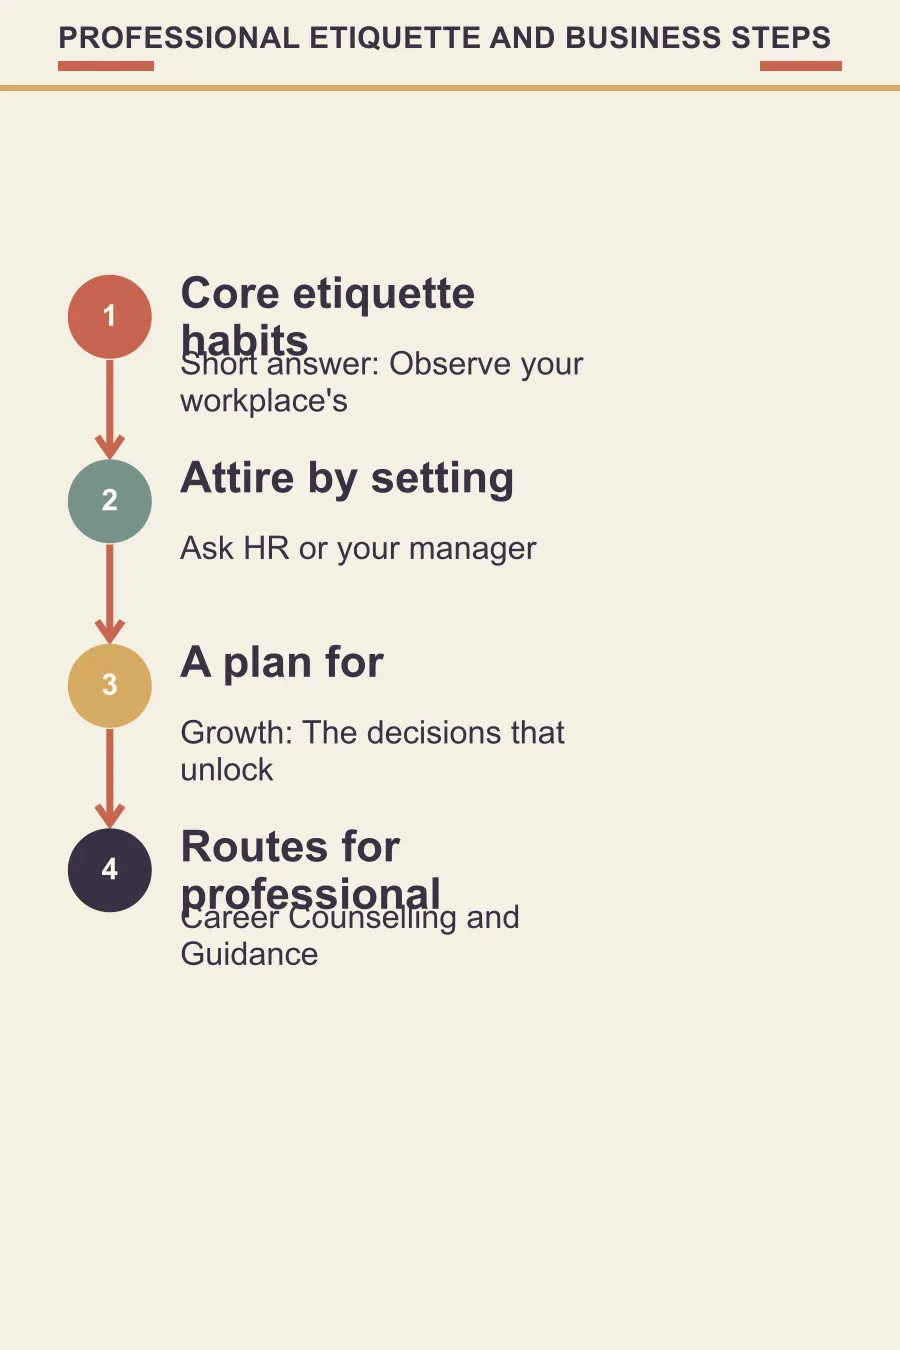 PROFESSIONAL ETIQUETTE AND BUSINESS STEPS
1
Core etiquette
habits
Short answer: Observe your
workplace's
2
Attire by setting
Ask HR or your manager
3
A plan for
Growth: The decisions that
unlock
4
Routes for
professional
Career Counselling and
Guidance